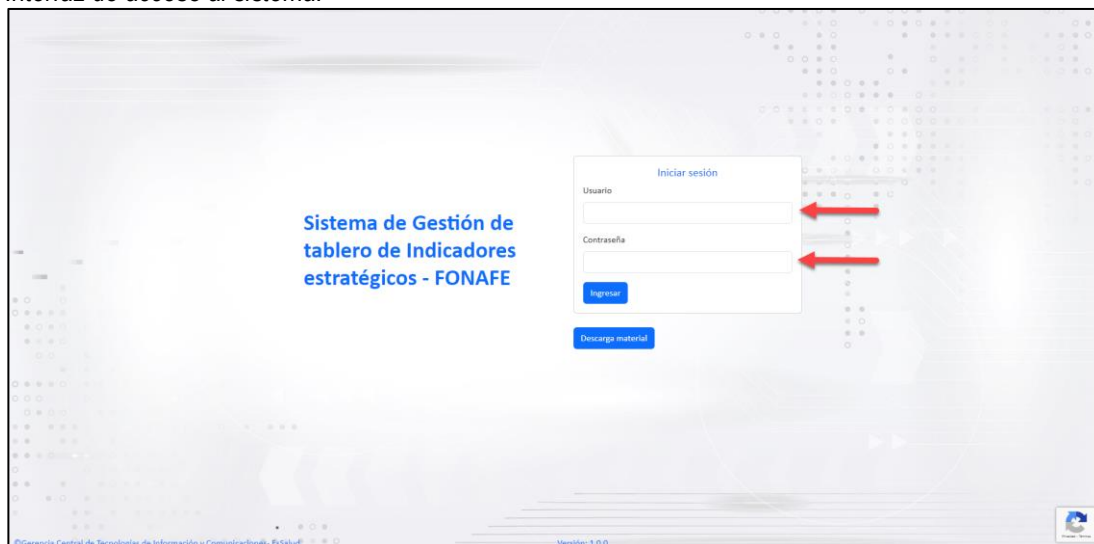 Interfaz de acceso al sistema.
Iniciar sesión
Usuario
Sistema de Gestión de
tablero de Indicadores
estratégicos - FONAFE
Contraseña
Ingresar
Descarga material
©Gerencia Central de Tecnologías de Información y Comunicaciones - EsSalud
Versión: 1.0.0